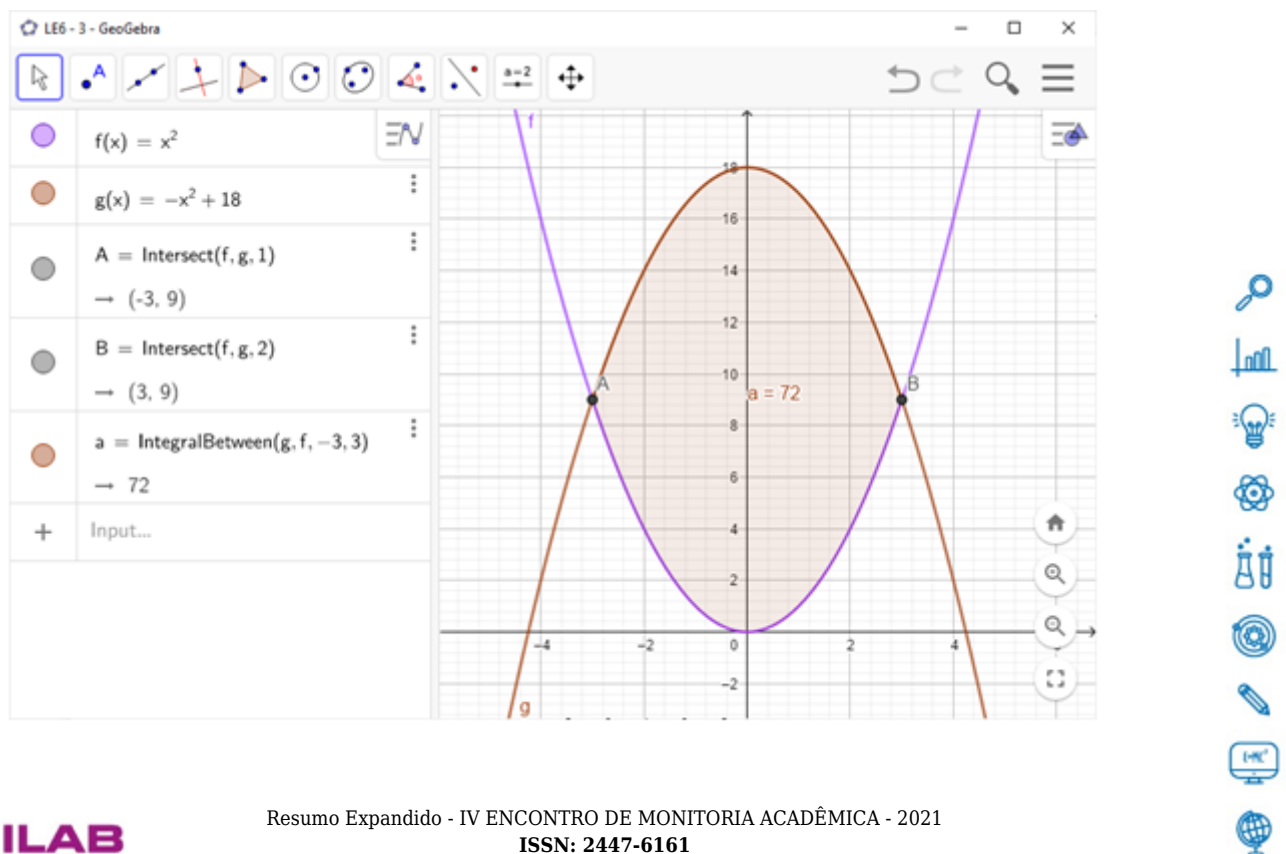 LE6 - 3 - GeoGebra
A
a=2
f(x) = x²
g(x) = −x² + 18
A = Intersect(f, g, 1)
→ (-3, 9)
B = Intersect(f, g, 2)
→ (3, 9)
a = IntegralBetween(g, f, −3, 3)
→ 72
+ Input...
f
18
16
14
12
10
A
B
a = 72
8
6
4
2
−4
−2
0
2
4
−2
g
ILAB
Resumo Expandido - IV ENCONTRO DE MONITORIA ACADÊMICA - 2021
ISSN: 2447-6161